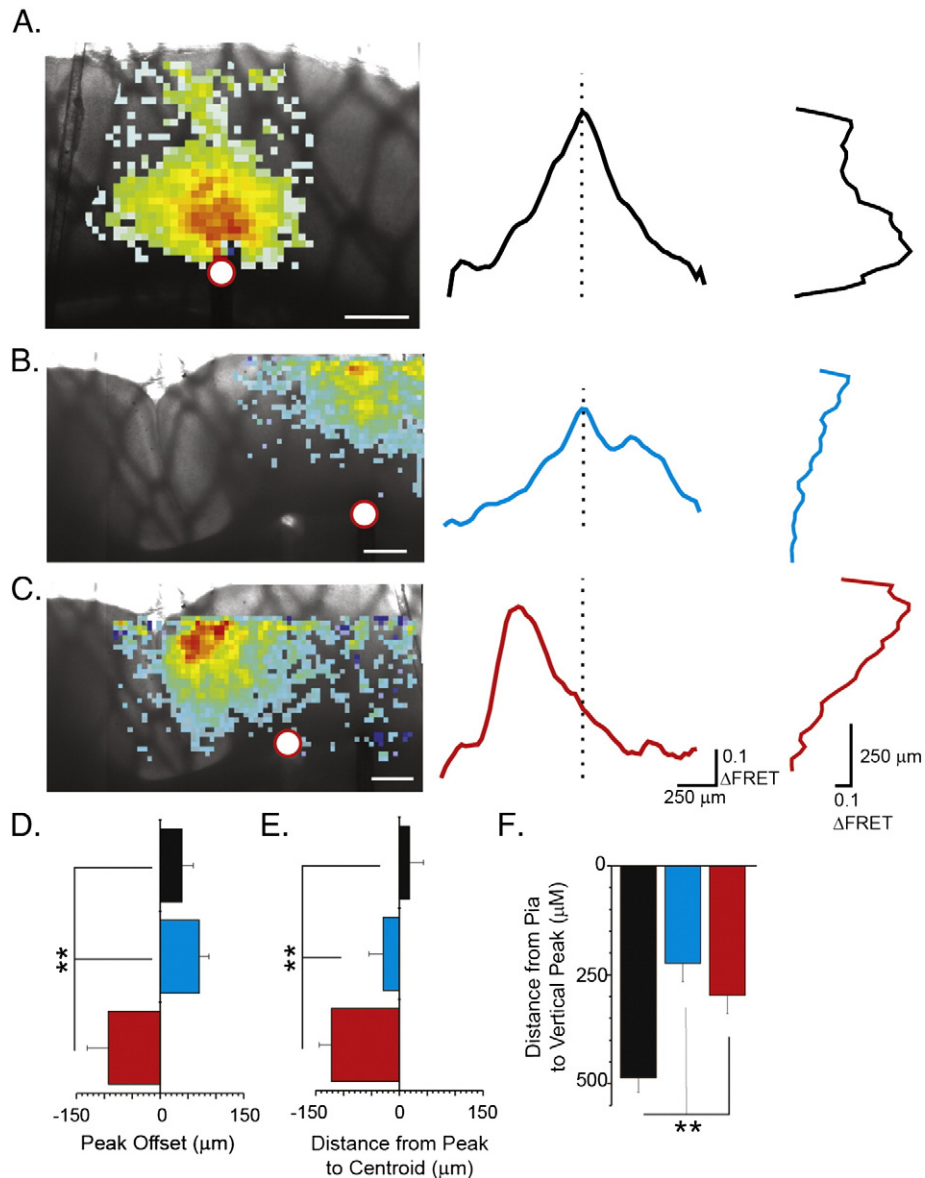 A.
B.
C.
0.1
ΔFRET
250 μm
250 μm
0.1
ΔFRET
D.
**
-150
0
150
Peak Offset (μm)
E.
**
-150
0
150
Distance from Peak
to Centroid (μm)
F.
Distance from Pia
to Vertical Peak (μM)
0
250
500
**